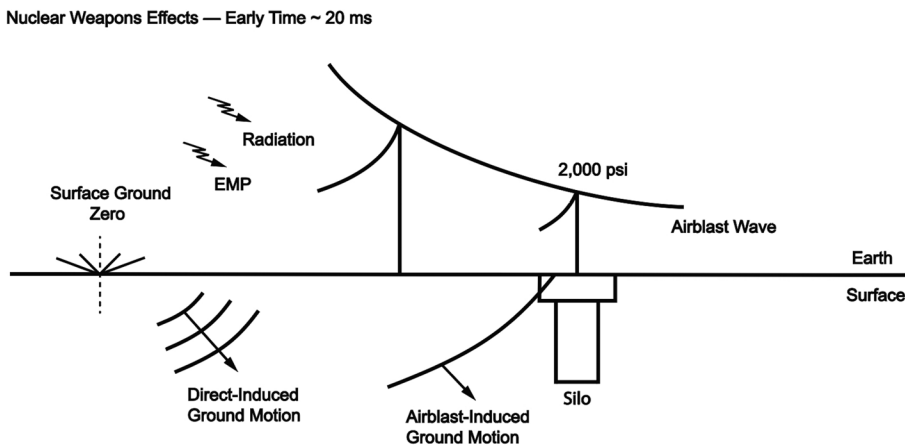 Nuclear Weapons Effects — Early Time ~ 20 ms
Radiation
EMP
2,000 psi
Surface Ground
Zero
Airblast Wave
Earth
Surface
Direct-Induced
Ground Motion
Airblast-Induced
Ground Motion
Silo